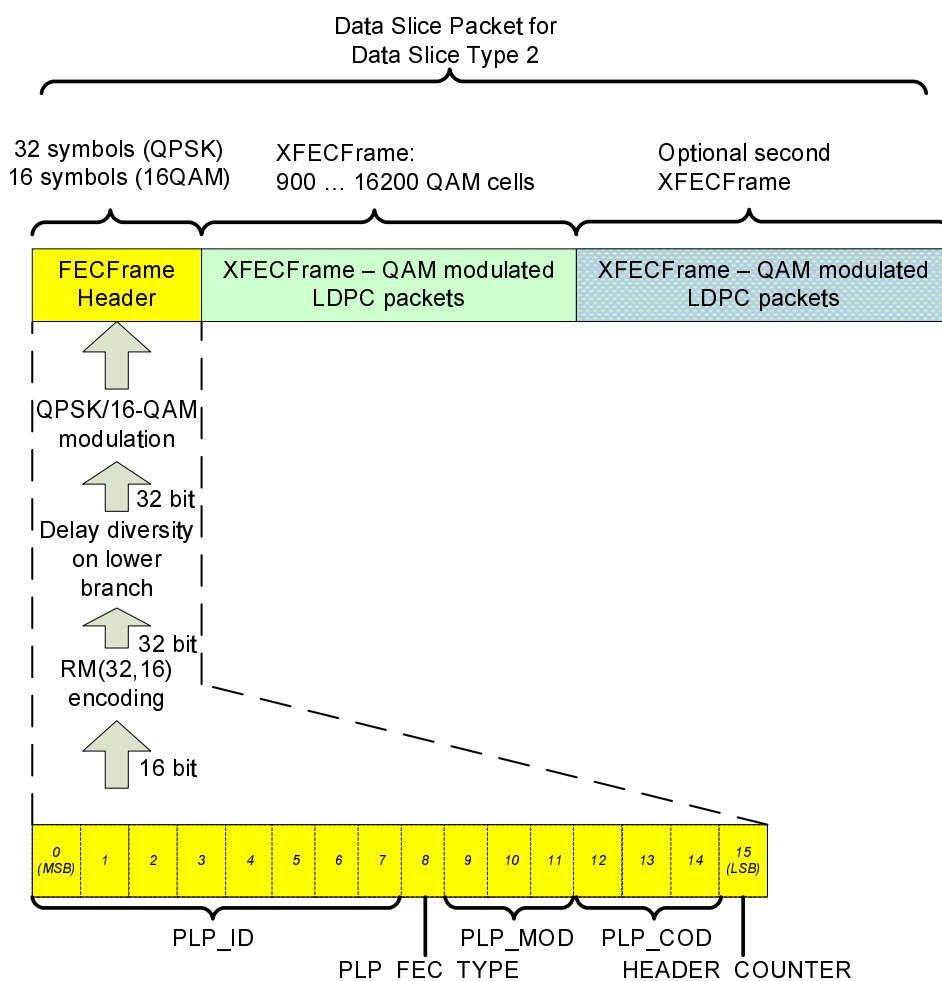 Data Slice Packet for
Data Slice Type 2
32 symbols (QPSK)
16 symbols (16QAM)
XFECFrame:
900 … 16200 QAM cells
Optional second
XFECFrame
FECFrame
Header
XFECFrame – QAM modulated
LDPC packets
XFECFrame – QAM modulated
LDPC packets
QPSK/16-QAM
modulation
32 bit
Delay diversity
on lower
branch
32 bit
RM(32,16)
encoding
16 bit
0
(MSB)
1
2
3
4
5
6
7
8
9
10
11
12
13
14
15
(LSB)
PLP_ID
PLP_MOD
PLP_COD
PLP FEC TYPE
HEADER COUNTER